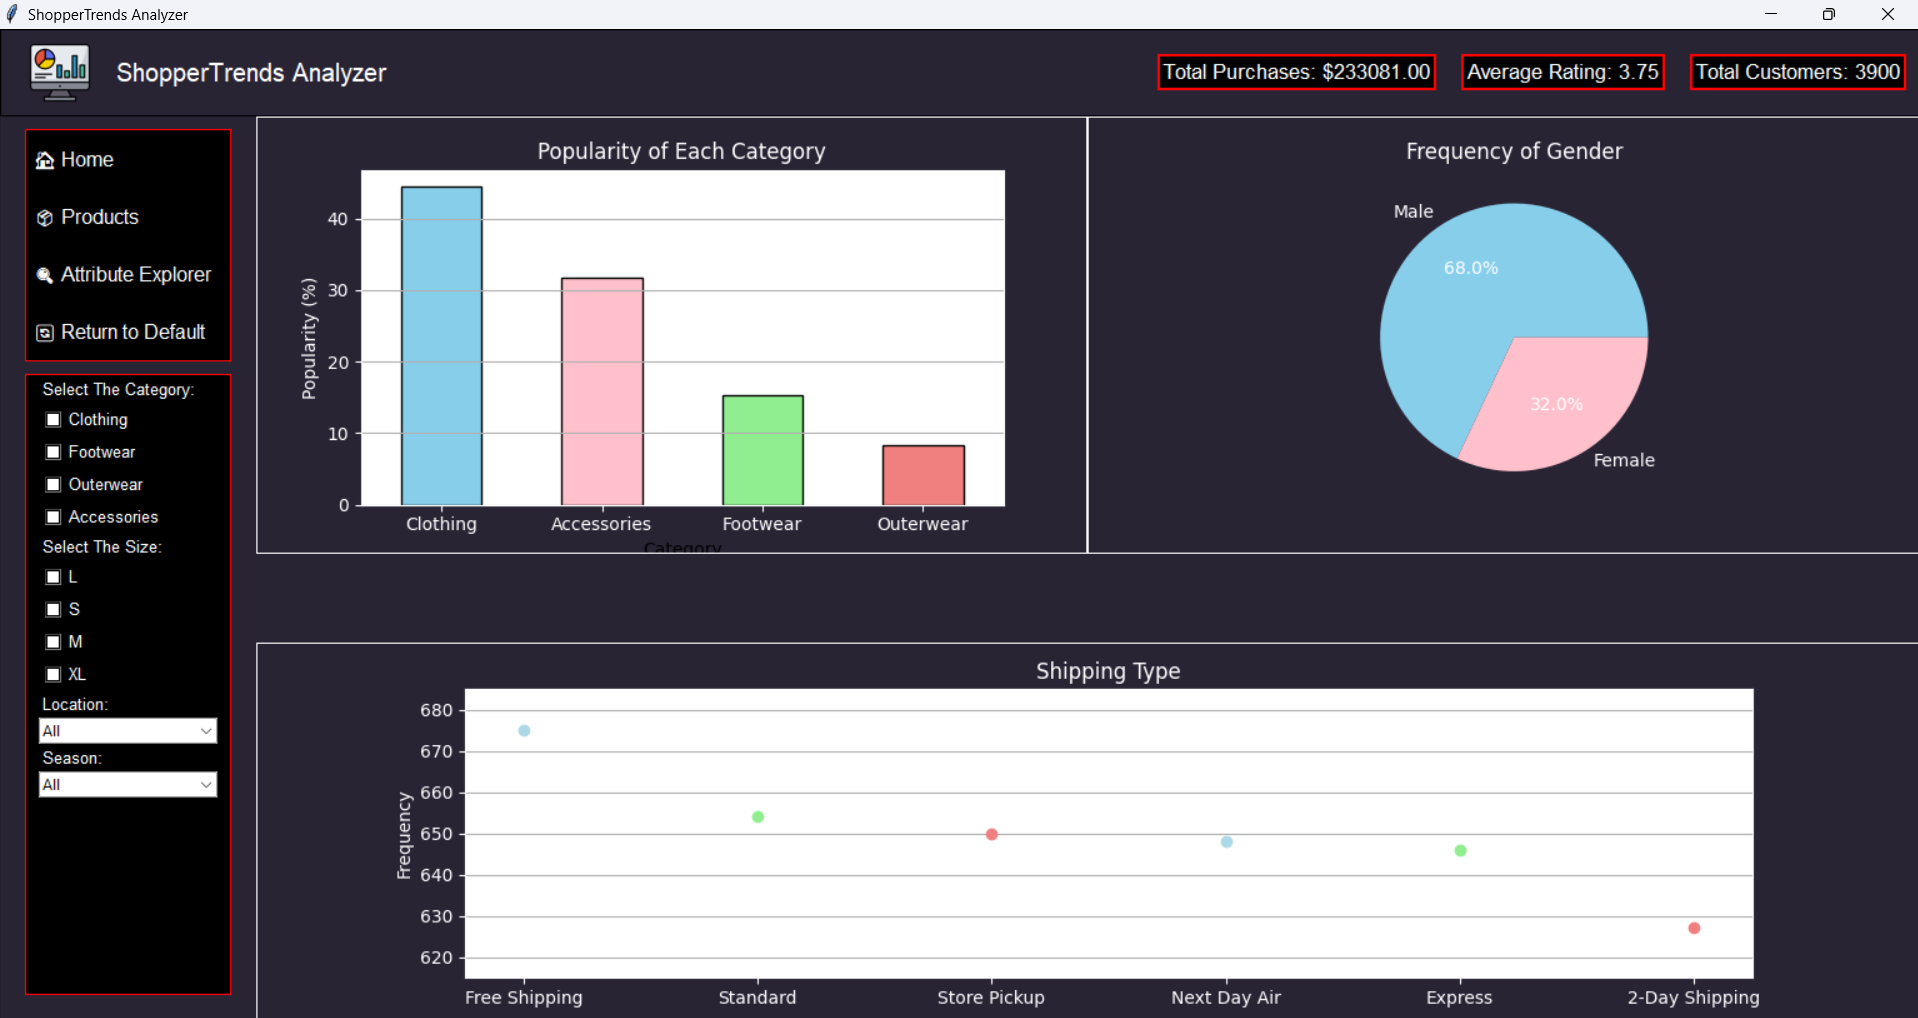 ShopperTrends Analyzer
ShopperTrends Analyzer
Total Purchases: $233081.00
Average Rating: 3.75
Total Customers: 3900
Home
Products
Attribute Explorer
Return to Default
Select The Category:
Clothing
Footwear
Outerwear
Accessories
Select The Size:
L
S
M
XL
Location:
All
Season:
All
Popularity of Each Category
Popularity (%)
40
30
20
10
0
Clothing Accessories Footwear Outerwear
Category
Frequency of Gender
Male
68.0%
32.0%
Female
Shipping Type
Frequency
680
670
660
650
640
630
620
Free Shipping Standard Store Pickup Next Day Air Express 2-Day Shipping